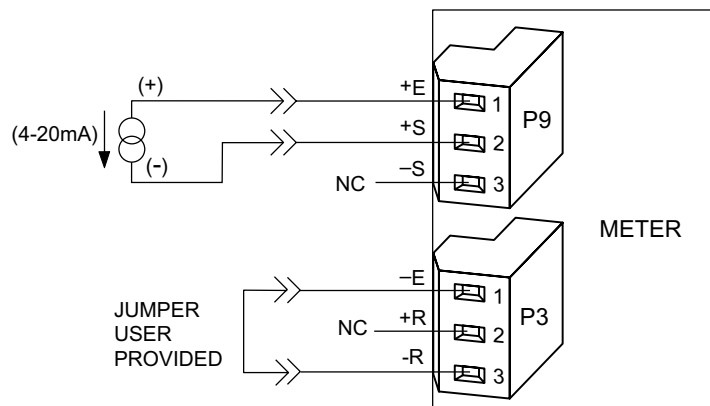 (+)
(4-20mA)
(-)
+E
+S
–S
NC
1
2
3
P9
METER
JUMPER
USER
PROVIDED
–E
+R
NC
-R
1
2
3
P3